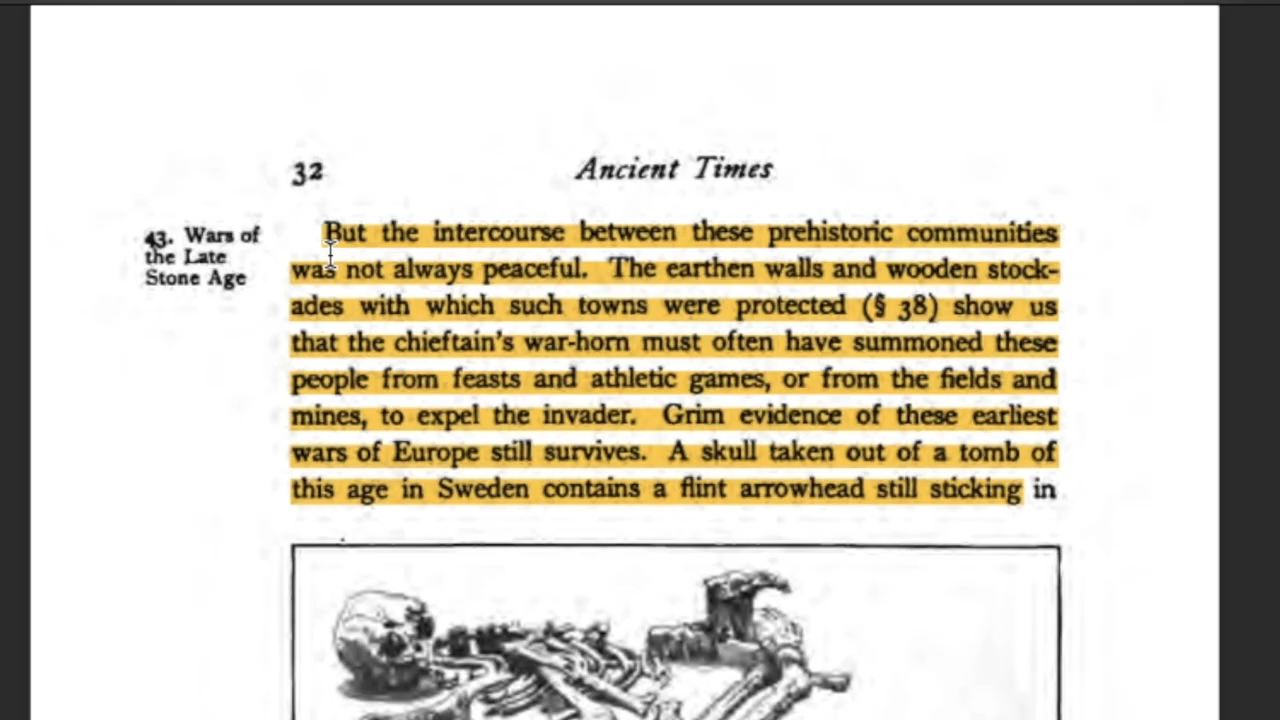 32
Ancient Times
43. Wars of
the Late
Stone Age
But the intercourse between these prehistoric communities
was not always peaceful. The earthen walls and wooden stock-
ades with which such towns were protected (§ 38) show us
that the chieftain's war-horn must often have summoned these
people from feasts and athletic games, or from the fields and
mines, to expel the invader. Grim evidence of these earliest
wars of Europe still survives. A skull taken out of a tomb of
this age in Sweden contains a flint arrowhead still sticking in